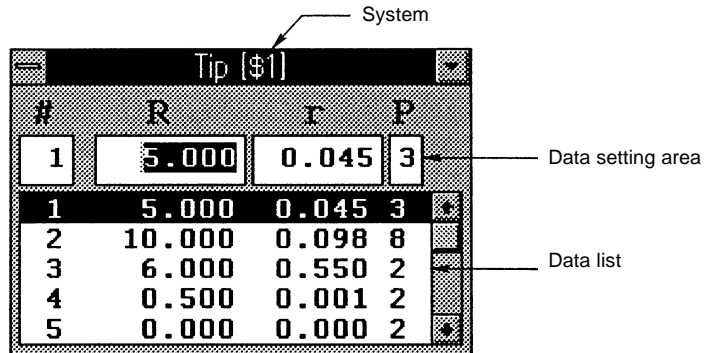 System
Tip [$1]
# R r P
1 5.000 0.045 3
Data setting area
1 5.000 0.045 3
2 10.000 0.098 8
3 6.000 0.550 2
Data list
4 0.500 0.001 2
5 0.000 0.000 2